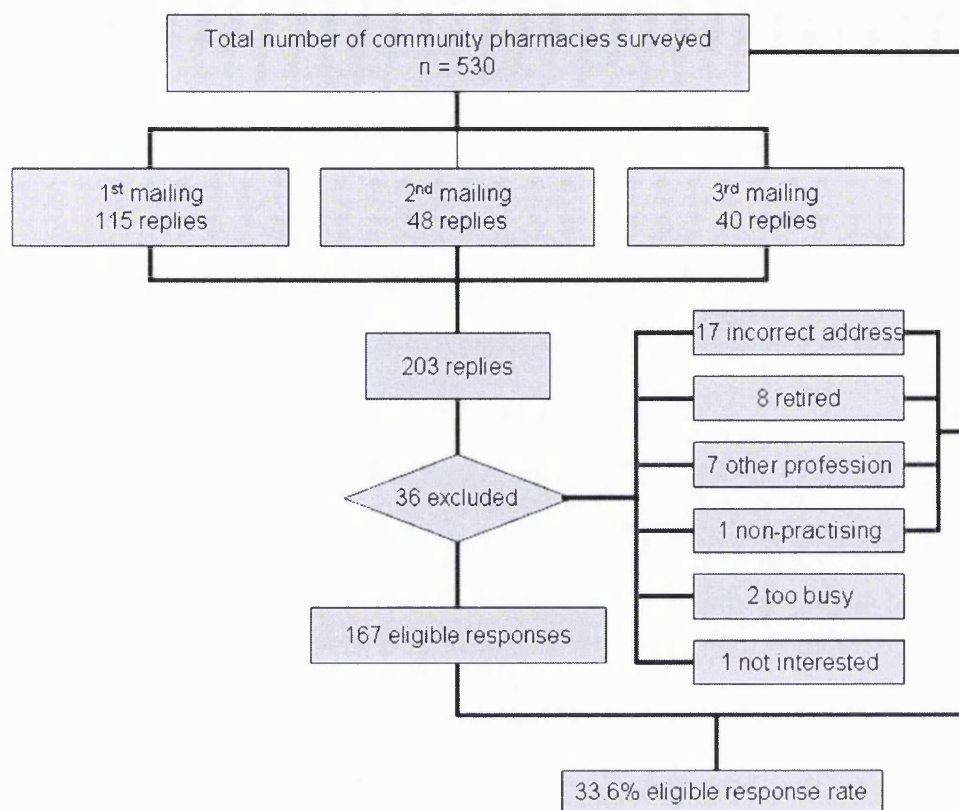 Total number of community pharmacies surveyed
n = 530
1st mailing
115 replies
2nd mailing
48 replies
3rd mailing
40 replies
203 replies
36 excluded
17 incorrect address
8 retired
7 other profession
1 non-practising
2 too busy
1 not interested
167 eligible responses
33.6% eligible response rate